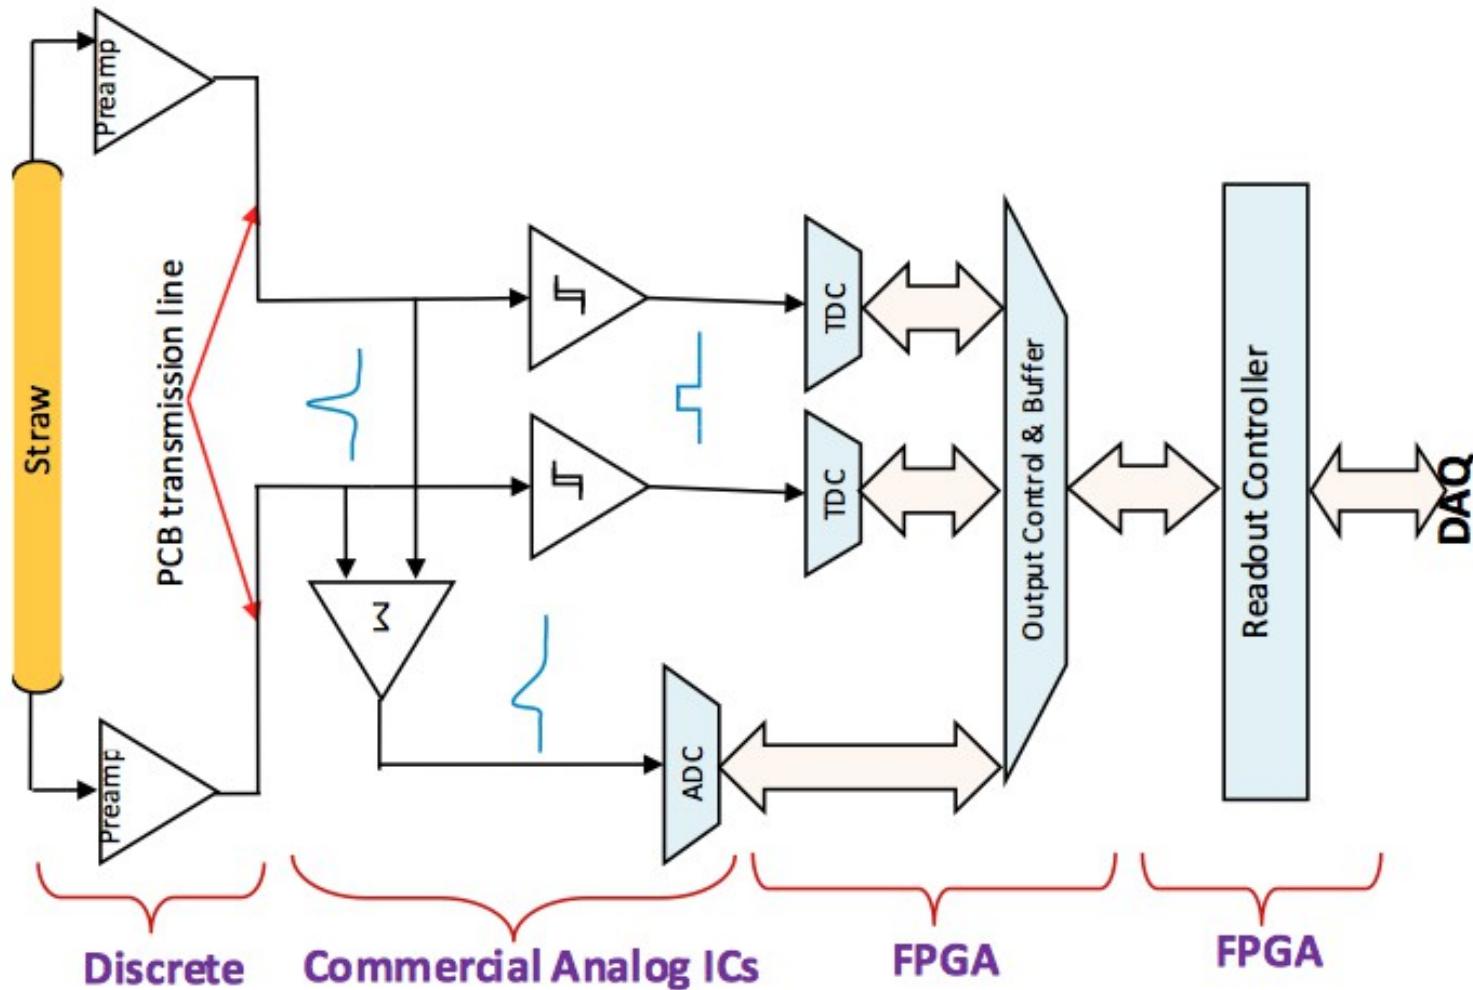 Preamp
Straw
PCB transmission line
Preamp
Σ
TDC
TDC
ADC
Output Control & Buffer
Readout Controller
DAQ
Discrete
Commercial Analog ICs
FPGA
FPGA